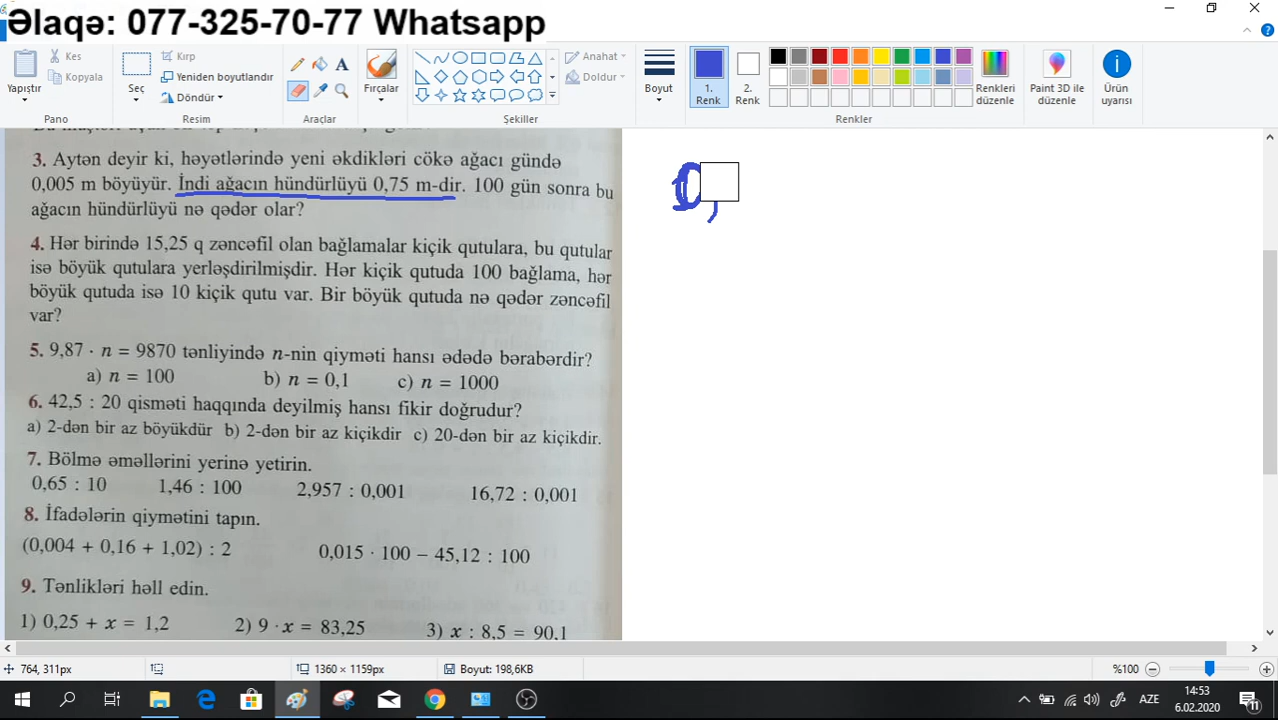 Əlaqə: 077-325-70-77 Whatsapp
Yapıştır
Kes
Kopyala
Pano
Seç
Kırp
Yeniden boyutlandır
Döndür
Resim
Araçlar
Fırçalar
Şekiller
Anahat
Doldur
Boyut
1.
Renk
2.
Renk
Renkler
Renkleri
düzenle
Paint 3D ile
düzenle
Ürün
uyarısı
3. Aytən deyir ki, həyətlərində yeni əkdikləri cökə ağacı gündə
0,005 m böyüyür. İndi ağacın hündürlüyü 0,75 m-dir. 100 gün sonra bu
ağacın hündürlüyü nə qədər olar?
4. Hər birində 15,25 q zəncəfil olan bağlamalar kiçik qutulara, bu qutular
isə böyük qutulara yerləşdirilmişdir. Hər kiçik qutuda 100 bağlama, hər
böyük qutuda isə 10 kiçik qutu var. Bir böyük qutuda nə qədər zəncəfil
var?
5. 9,87 · n = 9870 tənliyində n-nin qiyməti hansı ədədə bərabərdir?
a) n = 100 b) n = 0,1 c) n = 1000
6. 42,5 : 20 qisməti haqqında deyilmiş hansı fikir doğrudur?
a) 2-dən bir az böyükdür b) 2-dən bir az kiçikdir c) 20-dən bir az kiçikdir.
7. Bölmə əməllərini yerinə yetirin.
0,65 : 10 1,46 : 100 2,957 : 0,001 16,72 : 0,001
8. İfadələrin qiymətini tapın.
(0,004 + 0,16 + 1,02) : 2 0,015 · 100 − 45,12 : 100
9. Tənlikləri həll edin.
1) 0,25 + x = 1,2 2) 9 · x = 83,25 3) x : 8,5 = 90,1
0,
764, 311px
1360 × 1159px
Boyut: 198,6KB
%100
AZE
14:53
6.02.2020
11